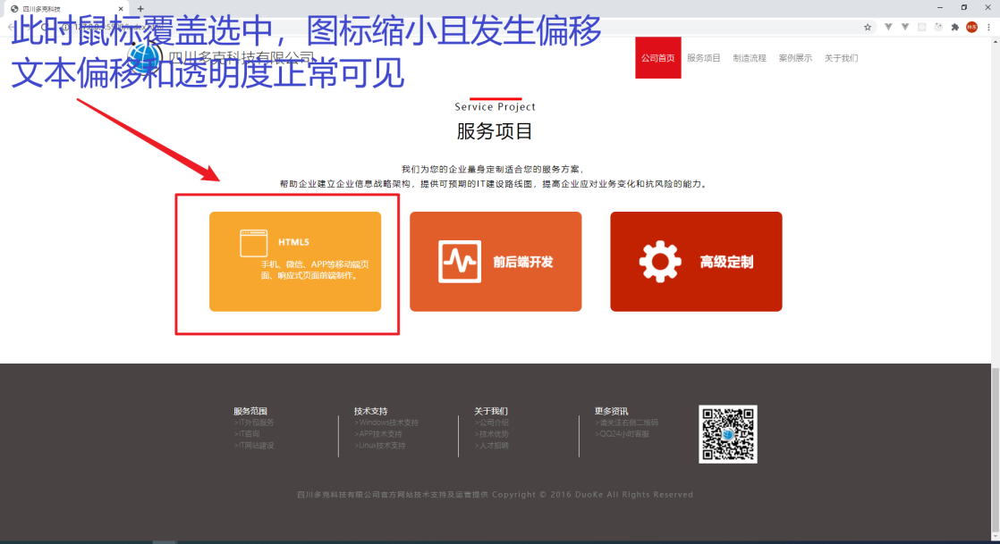 四川多克科技
此时鼠标覆盖选中，图标缩小且发生偏移
四川多克科技有限公司
公司首页 服务项目 制造流程 案例展示 关于我们
文本偏移和透明度正常可见
Service Project
服务项目
我们为您的企业量身定制适合您的服务方案，
帮助企业建立企业信息战略架构，提供可预期的IT建设路线图，提高企业应对业务变化和抗风险的能力。
HTML5
手机、微信、APP等移动端页
面、响应式页面前端制作。
前后端开发
高级定制
服务范围
>IT外包服务
>IT咨询
>IT网站建设
技术支持
>Windows技术支持
>APP技术支持
>Linux技术支持
关于我们
>公司介绍
>技术优势
>人才招聘
更多资讯
>请关注右侧二维码
>QQ24小时客服
四川多克科技有限公司官方网站技术支持及运营提供 Copyright © 2016 DuoKe All Rights Reserved